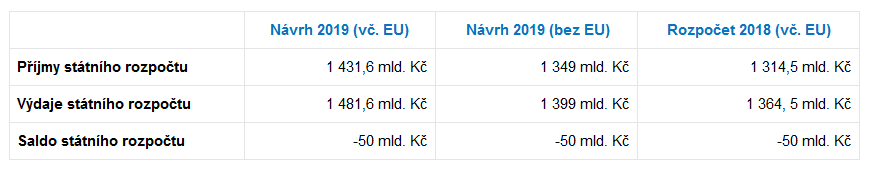 Návrh 2019 (vč. EU) Návrh 2019 (bez EU) Rozpočet 2018 (vč. EU)
Příjmy státního rozpočtu 1 431,6 mld. Kč 1 349 mld. Kč 1 314,5 mld. Kč
Výdaje státního rozpočtu 1 481,6 mld. Kč 1 399 mld. Kč 1 364, 5 mld. Kč
Saldo státního rozpočtu -50 mld. Kč -50 mld. Kč -50 mld. Kč